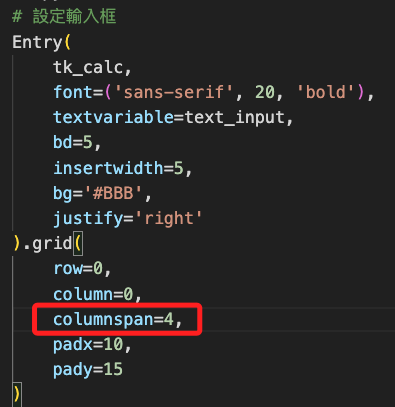 # 設定輸入框
Entry(
    tk_calc,
    font=('sans-serif', 20, 'bold'),
    textvariable=text_input,
    bd=5,
    insertwidth=5,
    bg='#BBB',
    justify='right'
).grid(
    row=0,
    column=0,
    columnspan=4,
    padx=10,
    pady=15
)